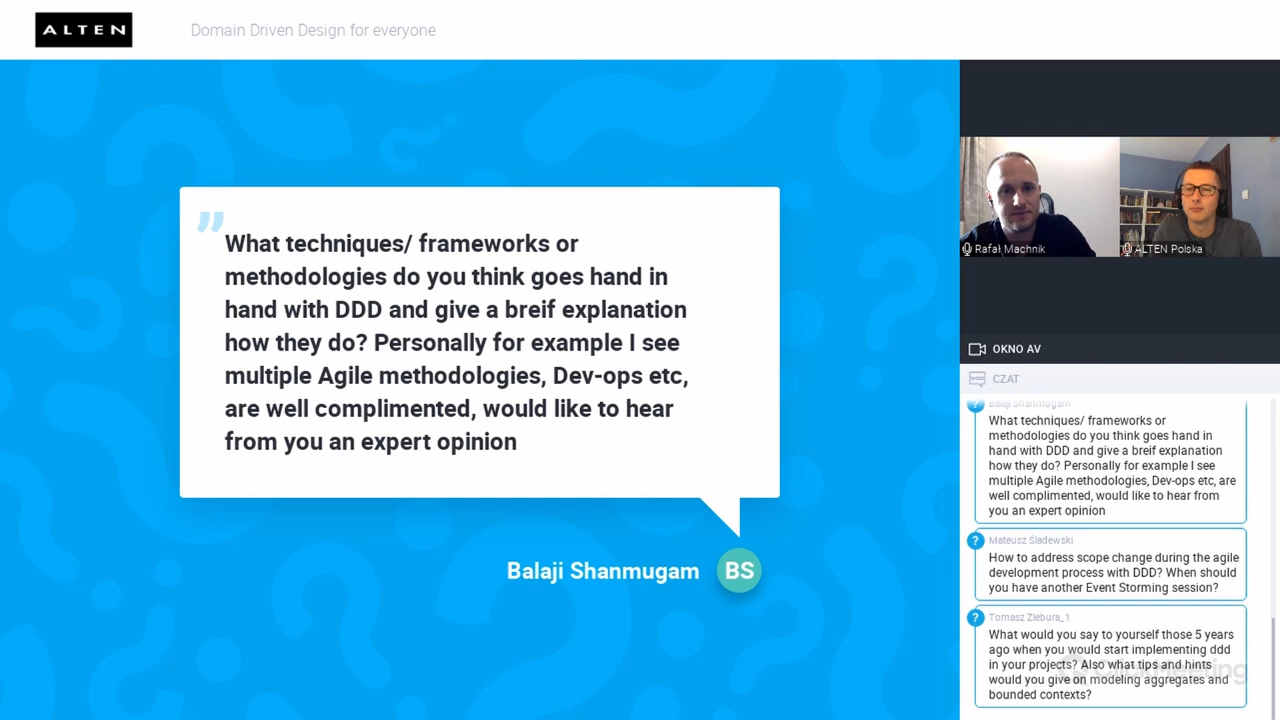 ALTEN
Domain Driven Design for everyone
What techniques/ frameworks or
methodologies do you think goes hand in
hand with DDD and give a breif explanation
how they do? Personally for example I see
multiple Agile methodologies, Dev-ops etc,
are well complimented, would like to hear
from you an expert opinion
Balaji Shanmugam BS
Rafał Machnik
ALTEN Polska
OKNO AV
CZAT
? Balaji Shanmugam
What techniques/ frameworks or
methodologies do you think goes hand in
hand with DDD and give a breif explanation
how they do? Personally for example I see
multiple Agile methodologies, Dev-ops etc, are
well complimented, would like to hear from
you an expert opinion
? Mateusz Śladewski
How to address scope change during the agile
development process with DDD? When should
you have another Event Storming session?
? Tomasz Ziebura_1
What would you say to yourself those 5 years
ago when you would start implementing ddd
in your projects? Also what tips and hints
would you give on modeling aggregates and
bounded contexts?
ClickMeeting